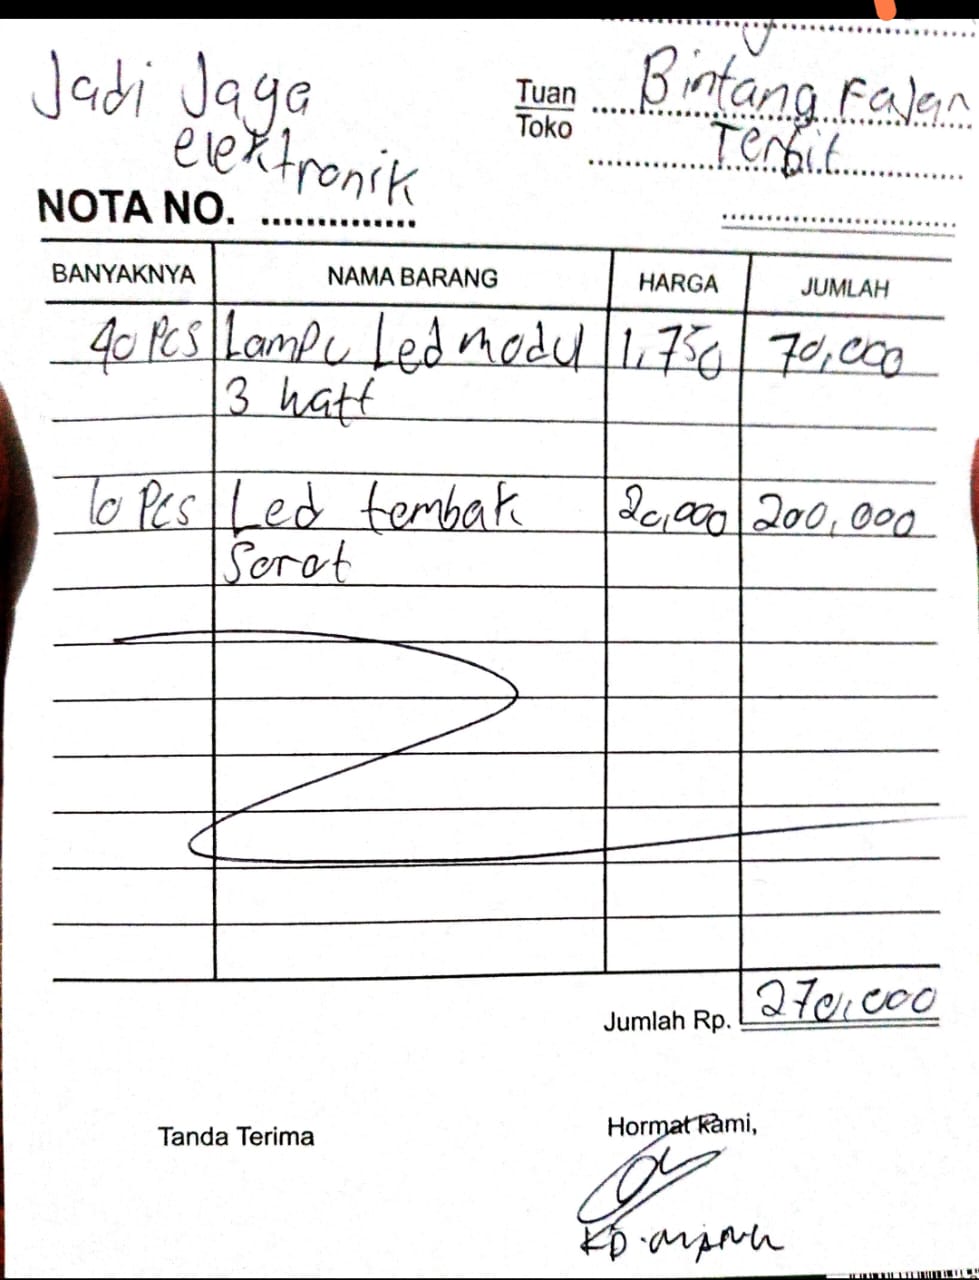 Jadi Jaya
elektronik
Tuan
Toko
Bintang Fajar
Terbit
NOTA NO.
BANYAKNYA NAMA BARANG HARGA JUMLAH
40 Pcs Lampu Led modul 1,750 70,000
3 watt
10 Pcs Led tembak 20,000 200,000
Sorot
Jumlah Rp. 270,000
Tanda Terima
Hormat Kami,